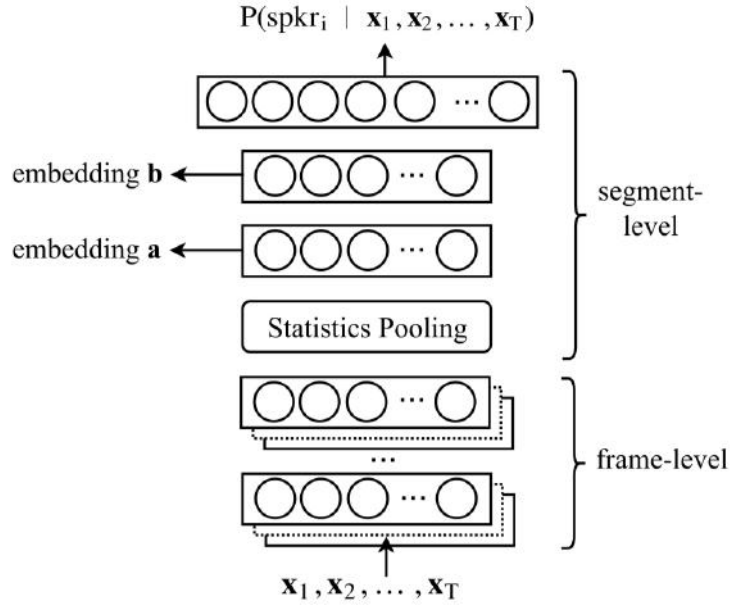 P(spkrᵢ | x₁, x₂, ..., x_T)
...
embedding b
...
embedding a
...
segment-
level
Statistics Pooling
...
...
frame-level
...
x₁, x₂, ..., x_T